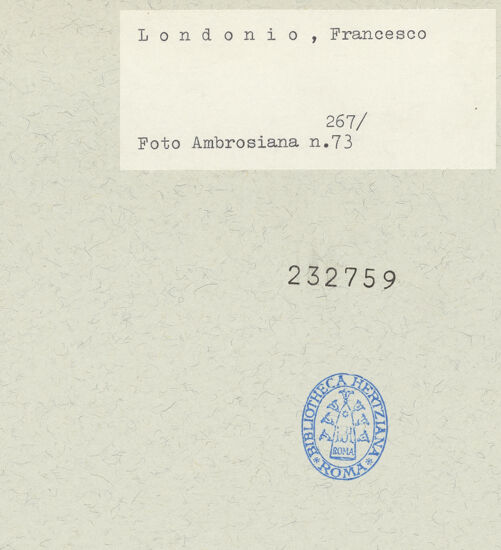 L o n d o n i o , Francesco
267/
Foto Ambrosiana n.73
232759
BIBLIOTHECA HERTZIANA
ROMA
*ROMA*